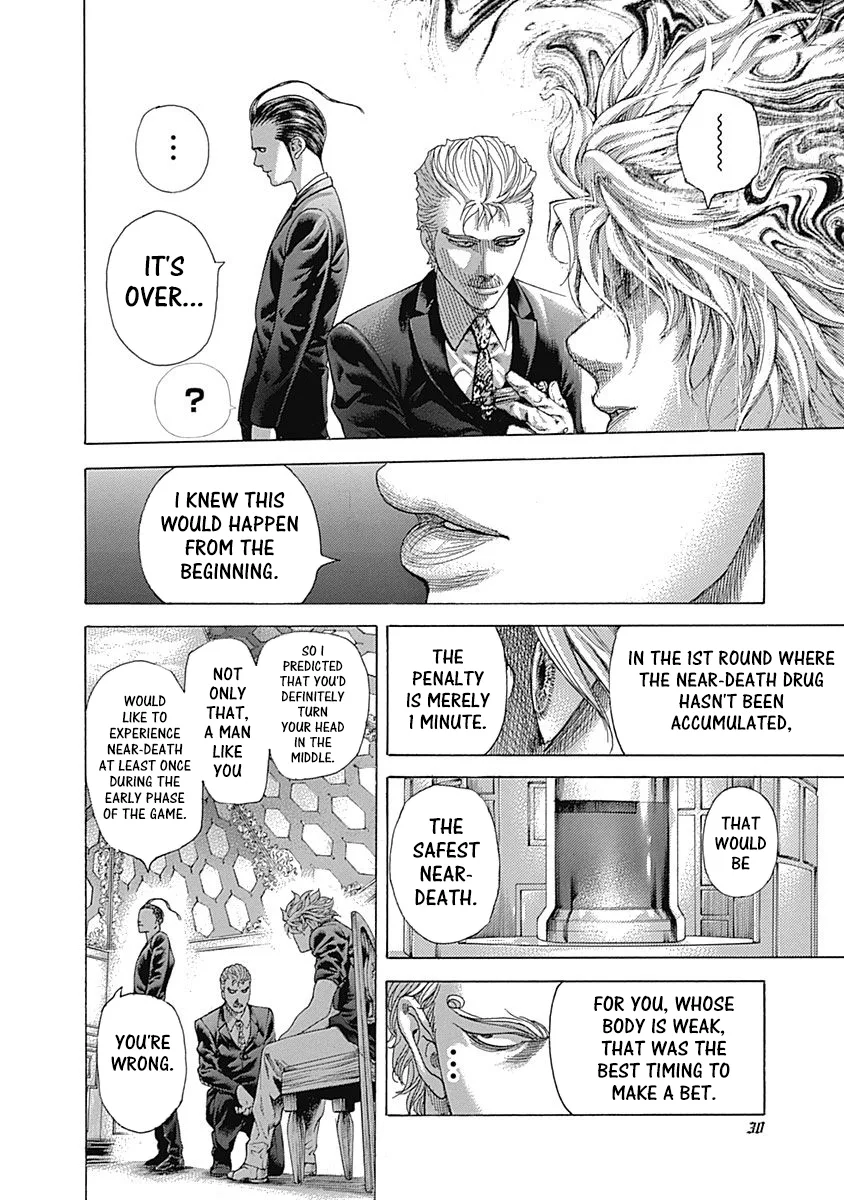 ...
IT'S
OVER...
?
I KNEW THIS
WOULD HAPPEN
FROM THE
BEGINNING.
IN THE 1ST ROUND WHERE
THE NEAR-DEATH DRUG
HASN'T BEEN
ACCUMULATED,
THE
PENALTY
IS MERELY
1 MINUTE.
THAT
WOULD
BE
THE
SAFEST
NEAR-
DEATH.
FOR YOU, WHOSE
BODY IS WEAK,
THAT WAS THE
BEST TIMING TO
MAKE A BET.
...
SO I
PREDICTED
THAT YOU'D
DEFINITELY
TURN
YOUR HEAD
IN THE
MIDDLE.
NOT
ONLY
THAT,
A MAN
LIKE
YOU
WOULD
LIKE TO
EXPERIENCE
NEAR-DEATH
AT LEAST ONCE
DURING THE
EARLY PHASE
OF THE GAME.
YOU'RE
WRONG.
30